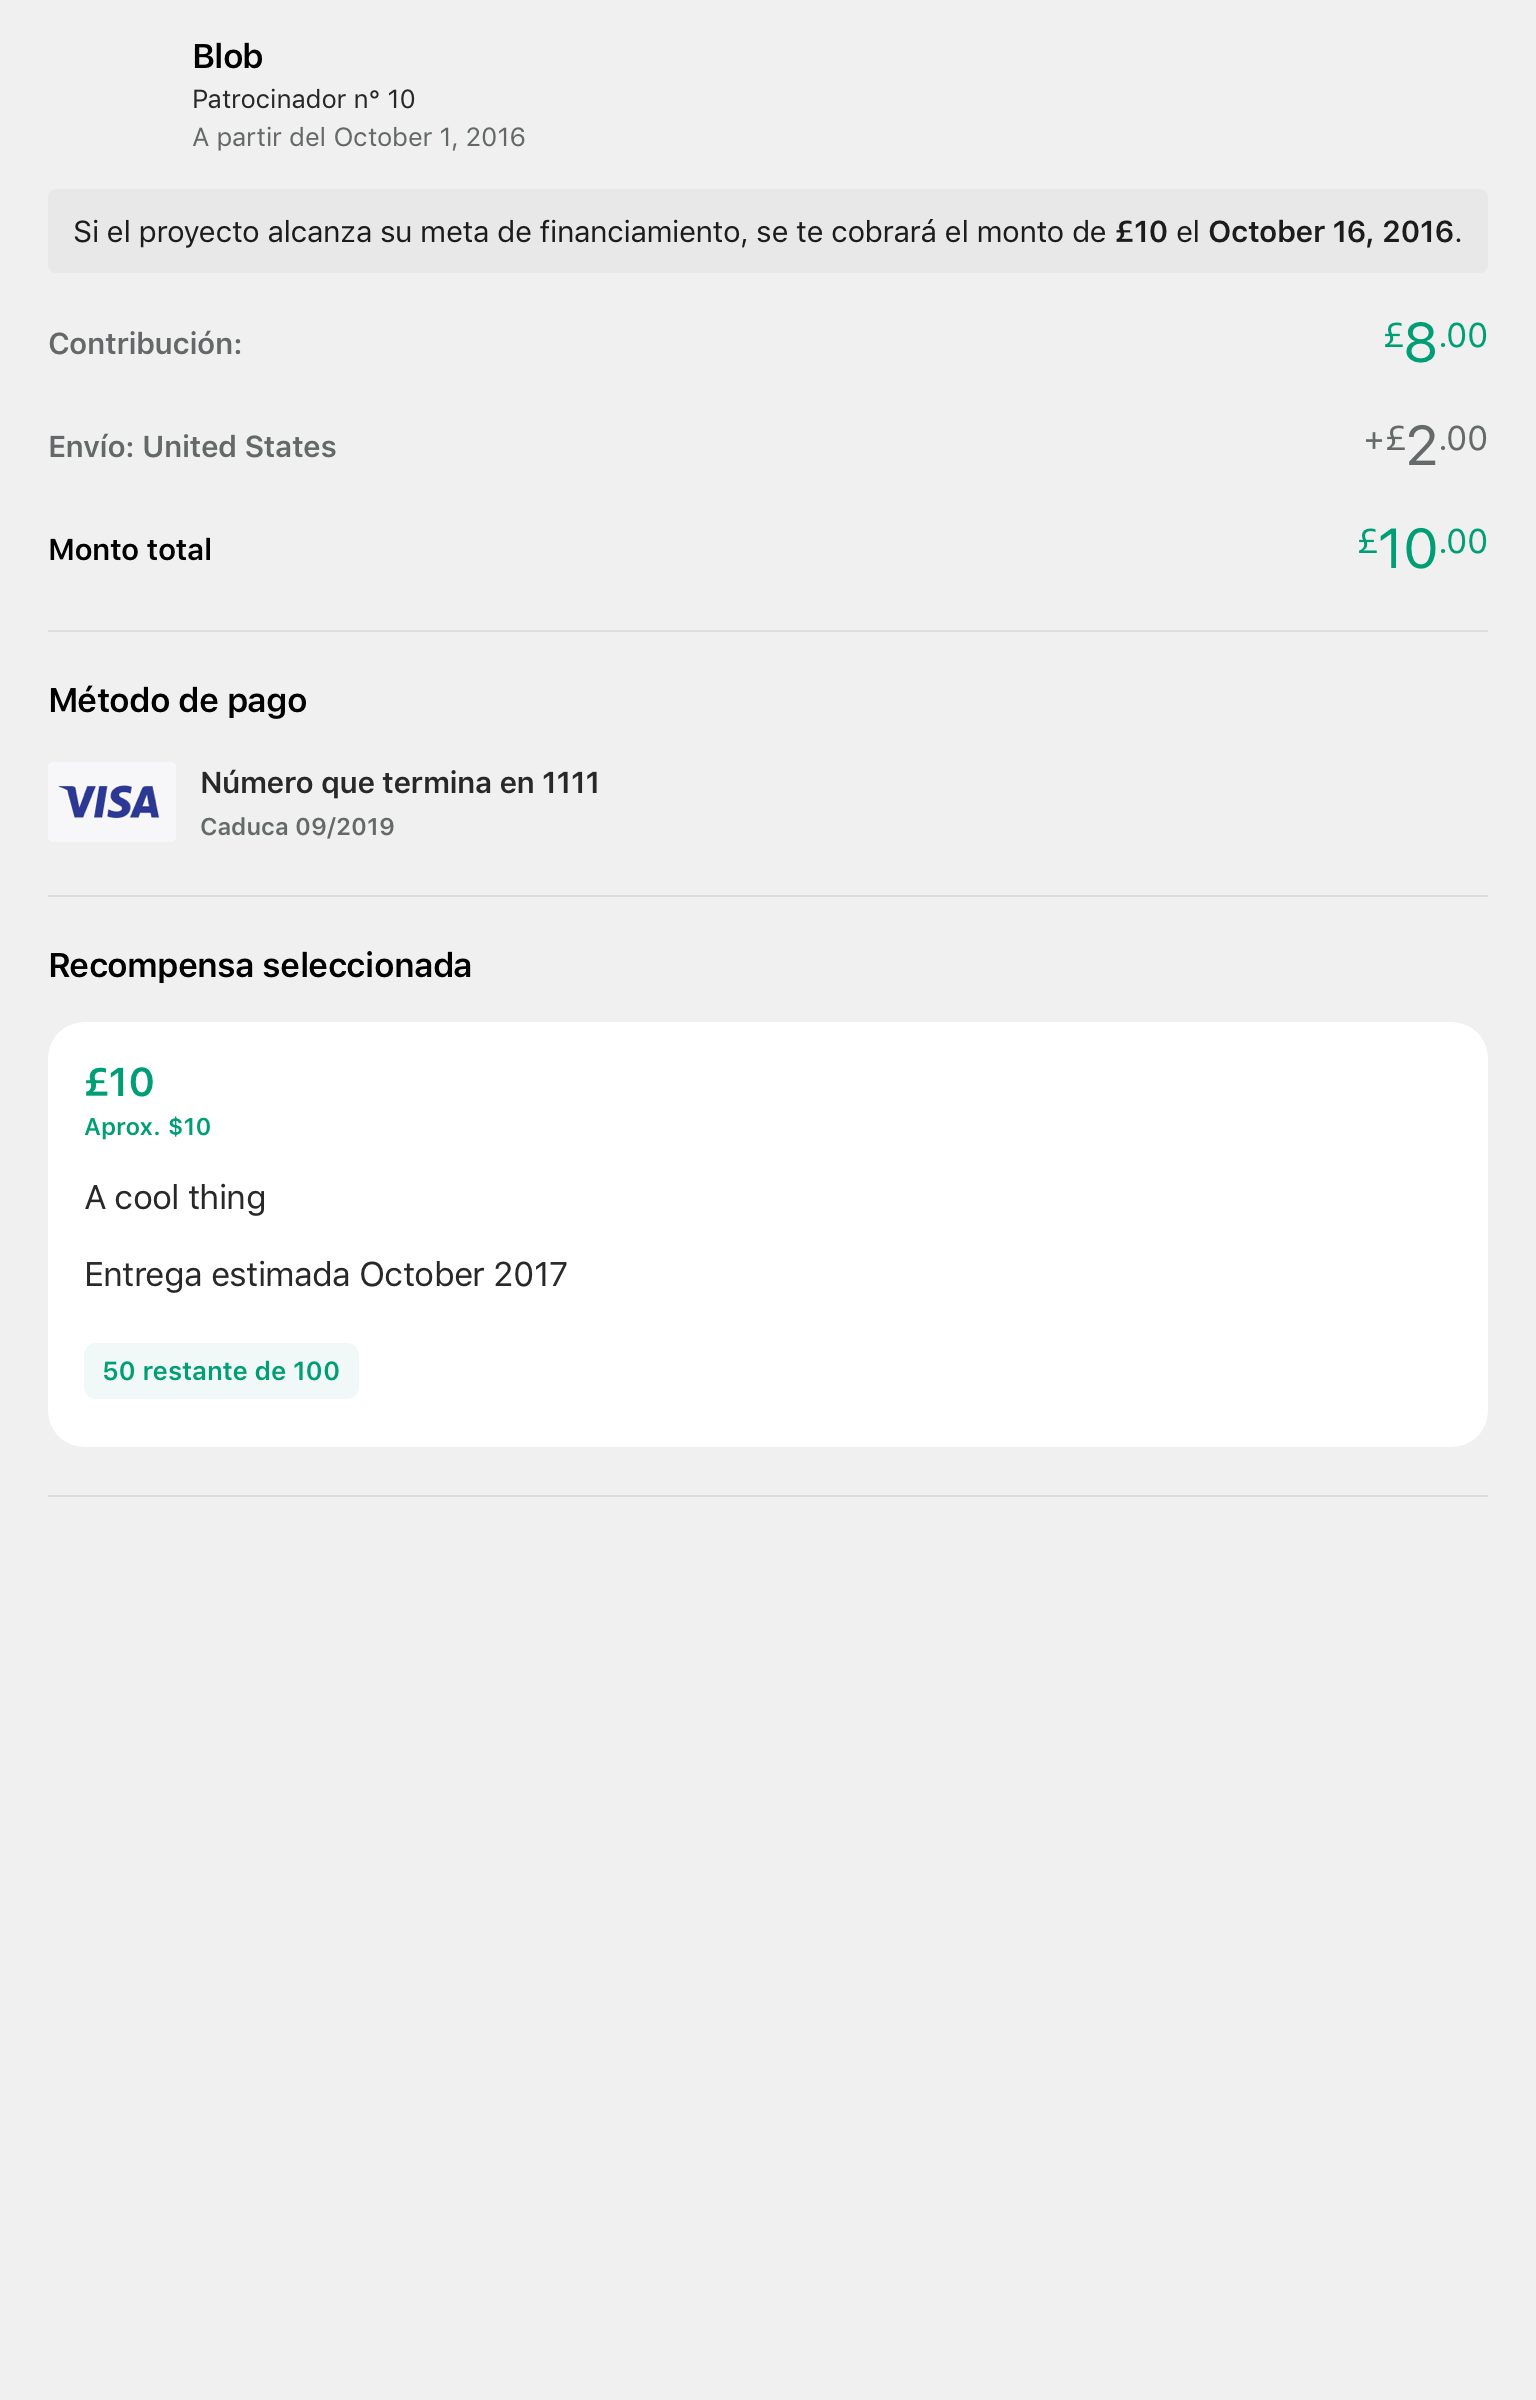 Blob
Patrocinador nº 10
A partir del October 1, 2016
Si el proyecto alcanza su meta de financiamiento, se te cobrará el monto de £10 el October 16, 2016.
Contribución: £8.00
Envío: United States +£2.00
Monto total £10.00
Método de pago
VISA
Número que termina en 1111
Caduca 09/2019
Recompensa seleccionada
£10
Aprox. $10
A cool thing
Entrega estimada October 2017
50 restante de 100